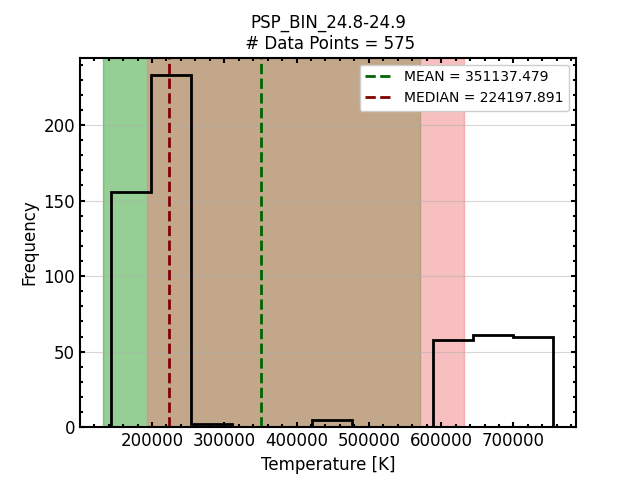 PSP_BIN_24.8-24.9
# Data Points = 575
MEAN = 351137.479
MEDIAN = 224197.891
Frequency
200
150
100
50
0
200000 300000 400000 500000 600000 700000
Temperature [K]